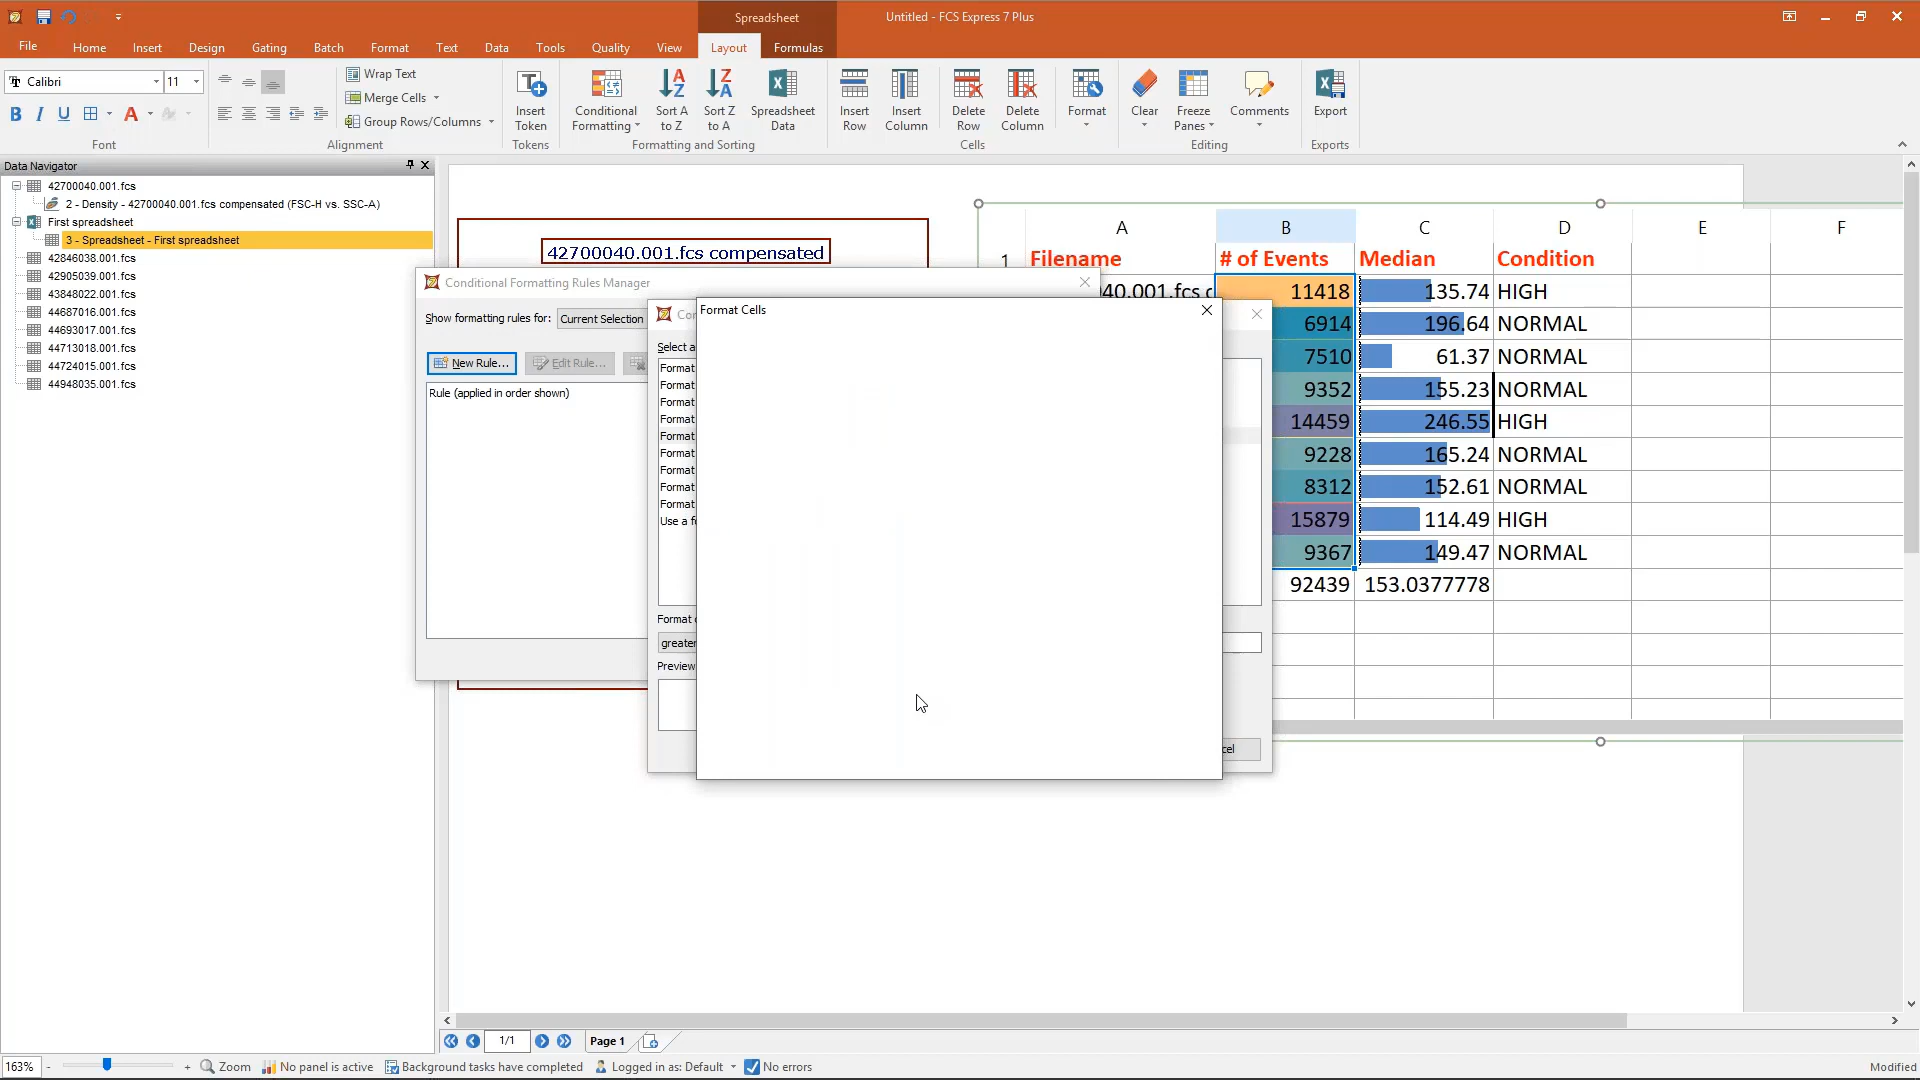 Spreadsheet
Untitled - FCS Express 7 Plus
File
Home
Insert
Design
Gating
Batch
Format
Text
Data
Tools
Quality
View
Layout
Formulas
Calibri
11
Wrap Text
Merge Cells
Group Rows/Columns
B I U
A
Insert Token
Conditional Formatting
Sort A to Z
Sort Z to A
Spreadsheet Data
Insert Row
Insert Column
Delete Row
Delete Column
Format
Clear
Freeze Panes
Comments
Export
Font
Alignment
Tokens
Formatting and Sorting
Cells
Editing
Exports
Data Navigator
42700040.001.fcs
2 - Density - 42700040.001.fcs compensated (FSC-H vs. SSC-A)
First spreadsheet
3 - Spreadsheet - First spreadsheet
42846038.001.fcs
42905039.001.fcs
43848022.001.fcs
44687016.001.fcs
44693017.001.fcs
44713018.001.fcs
44724015.001.fcs
44948035.001.fcs
42700040.001.fcs compensated
A B C D E F
1 Filename # of Events Median Condition
040.001.fcs c 11418 135.74 HIGH
6914 196.64 NORMAL
7510 61.37 NORMAL
9352 155.23 NORMAL
14459 246.55 HIGH
9228 165.24 NORMAL
8312 152.61 NORMAL
15879 114.49 HIGH
9367 149.47 NORMAL
92439 153.0377778
Conditional Formatting Rules Manager
Show formatting rules for: Current Selection
New Rule...
Edit Rule...
Rule (applied in order shown)
Con
Select a
Format
Format
Format
Format
Format
Format
Format
Format
Format
Use a f
Format
greater
Preview
cel
Format Cells
1/1
Page 1
163%
- +
Zoom
No panel is active
Background tasks have completed
Logged in as: Default
No errors
Modified